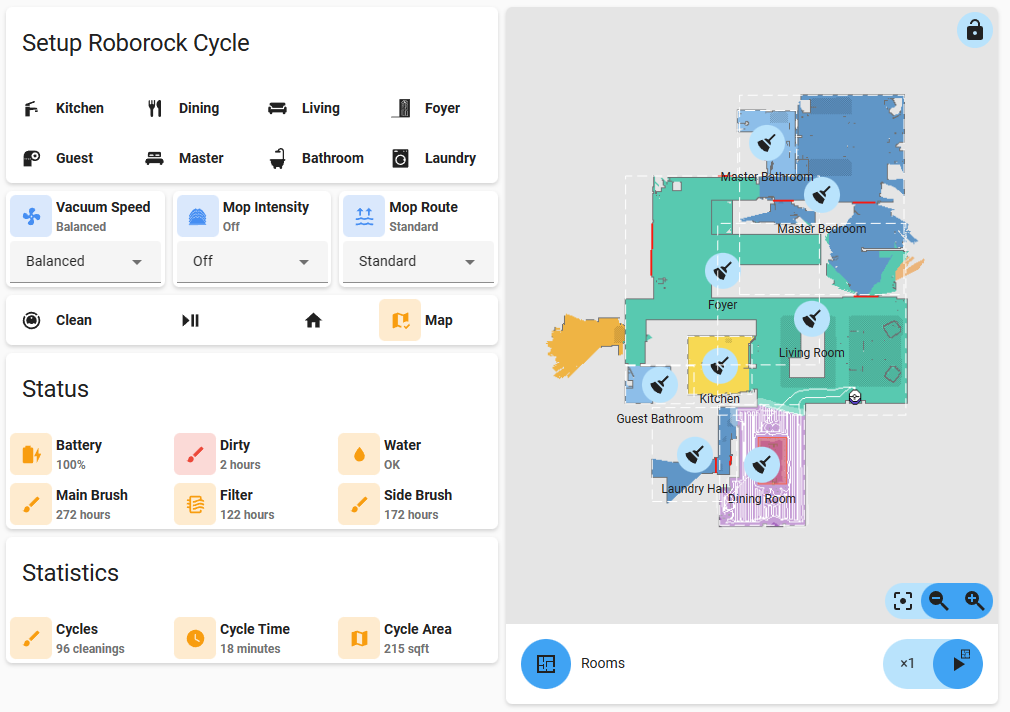 Setup Roborock Cycle
Kitchen
Dining
Living
Foyer
Guest
Master
Bathroom
Laundry
Vacuum Speed
Balanced
Mop Intensity
Off
Mop Route
Standard
Balanced
Off
Standard
Clean
Map
Status
Battery
100%
Dirty
2 hours
Water
OK
Main Brush
272 hours
Filter
122 hours
Side Brush
172 hours
Statistics
Cycles
96 cleanings
Cycle Time
18 minutes
Cycle Area
215 sqft
Master Bathroom
Master Bedroom
Foyer
Living Room
Kitchen
Guest Bathroom
Laundry Hall
Dining Room
Rooms
×1